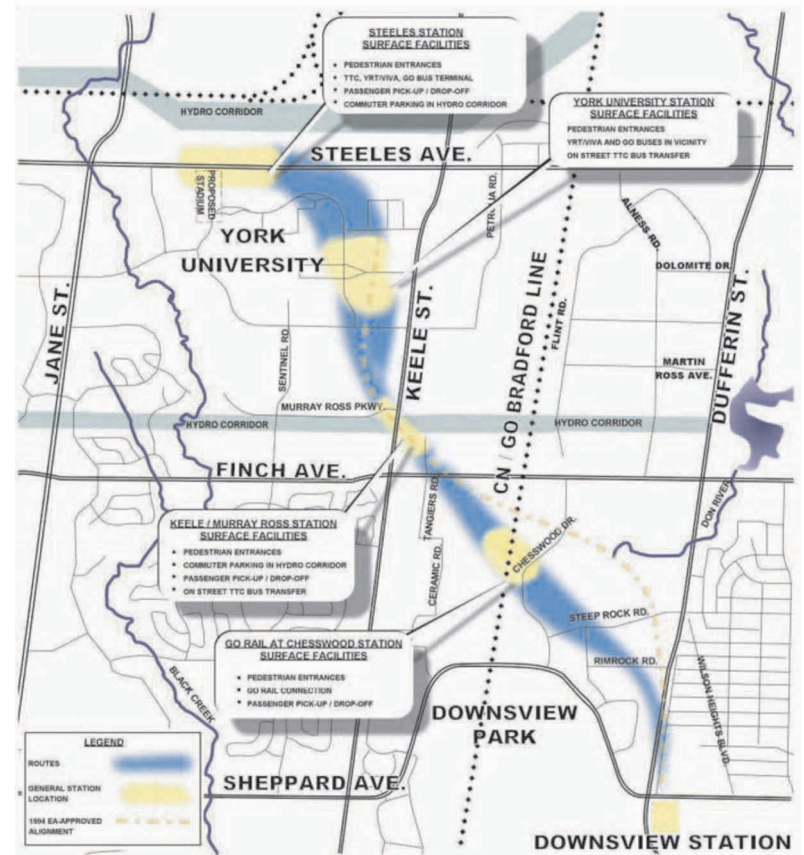 STEELES STATION
SURFACE FACILITIES
PEDESTRIAN ENTRANCES
TTC, YRT/VIVA, GO BUS TERMINAL
PASSENGER PICK-UP / DROP-OFF
COMMUTER PARKING IN HYDRO CORRIDOR
YORK UNIVERSITY STATION
SURFACE FACILITIES
PEDESTRIAN ENTRANCES
YRT/VIVA AND GO BUSES IN VICINITY
ON STREET TTC BUS TRANSFER
HYDRO CORRIDOR
STEELES AVE.
PROPOSED
STADIUM
PETROLIA RD.
ALNESS RD.
YORK
UNIVERSITY
DOLOMITE DR.
JANE ST.
KEELE ST.
CN / GO BRADFORD LINE
FLINT RD.
DUFFERIN ST.
SENTINEL RD.
MARTIN
ROSS AVE.
MURRAY ROSS PKWY.
HYDRO CORRIDOR
HYDRO CORRIDOR
FINCH AVE.
TANGIERS RD.
DON RIVER
KEELE / MURRAY ROSS STATION
SURFACE FACILITIES
PEDESTRIAN ENTRANCES
COMMUTER PARKING IN HYDRO CORRIDOR
PASSENGER PICK-UP / DROP-OFF
ON STREET TTC BUS TRANSFER
CERAMIC RD.
CHESSWOOD DR.
STEEP ROCK RD.
GO RAIL AT CHESSWOOD STATION
SURFACE FACILITIES
PEDESTRIAN ENTRANCES
GO RAIL CONNECTION
PASSENGER PICK-UP / DROP-OFF
RIMROCK RD.
WILSON HEIGHTS BLVD.
BLACK CREEK
DOWNSVIEW
PARK
LEGEND
ROUTES
GENERAL STATION
LOCATION
1994 EA-APPROVED
ALIGNMENT
SHEPPARD AVE.
DOWNSVIEW STATION